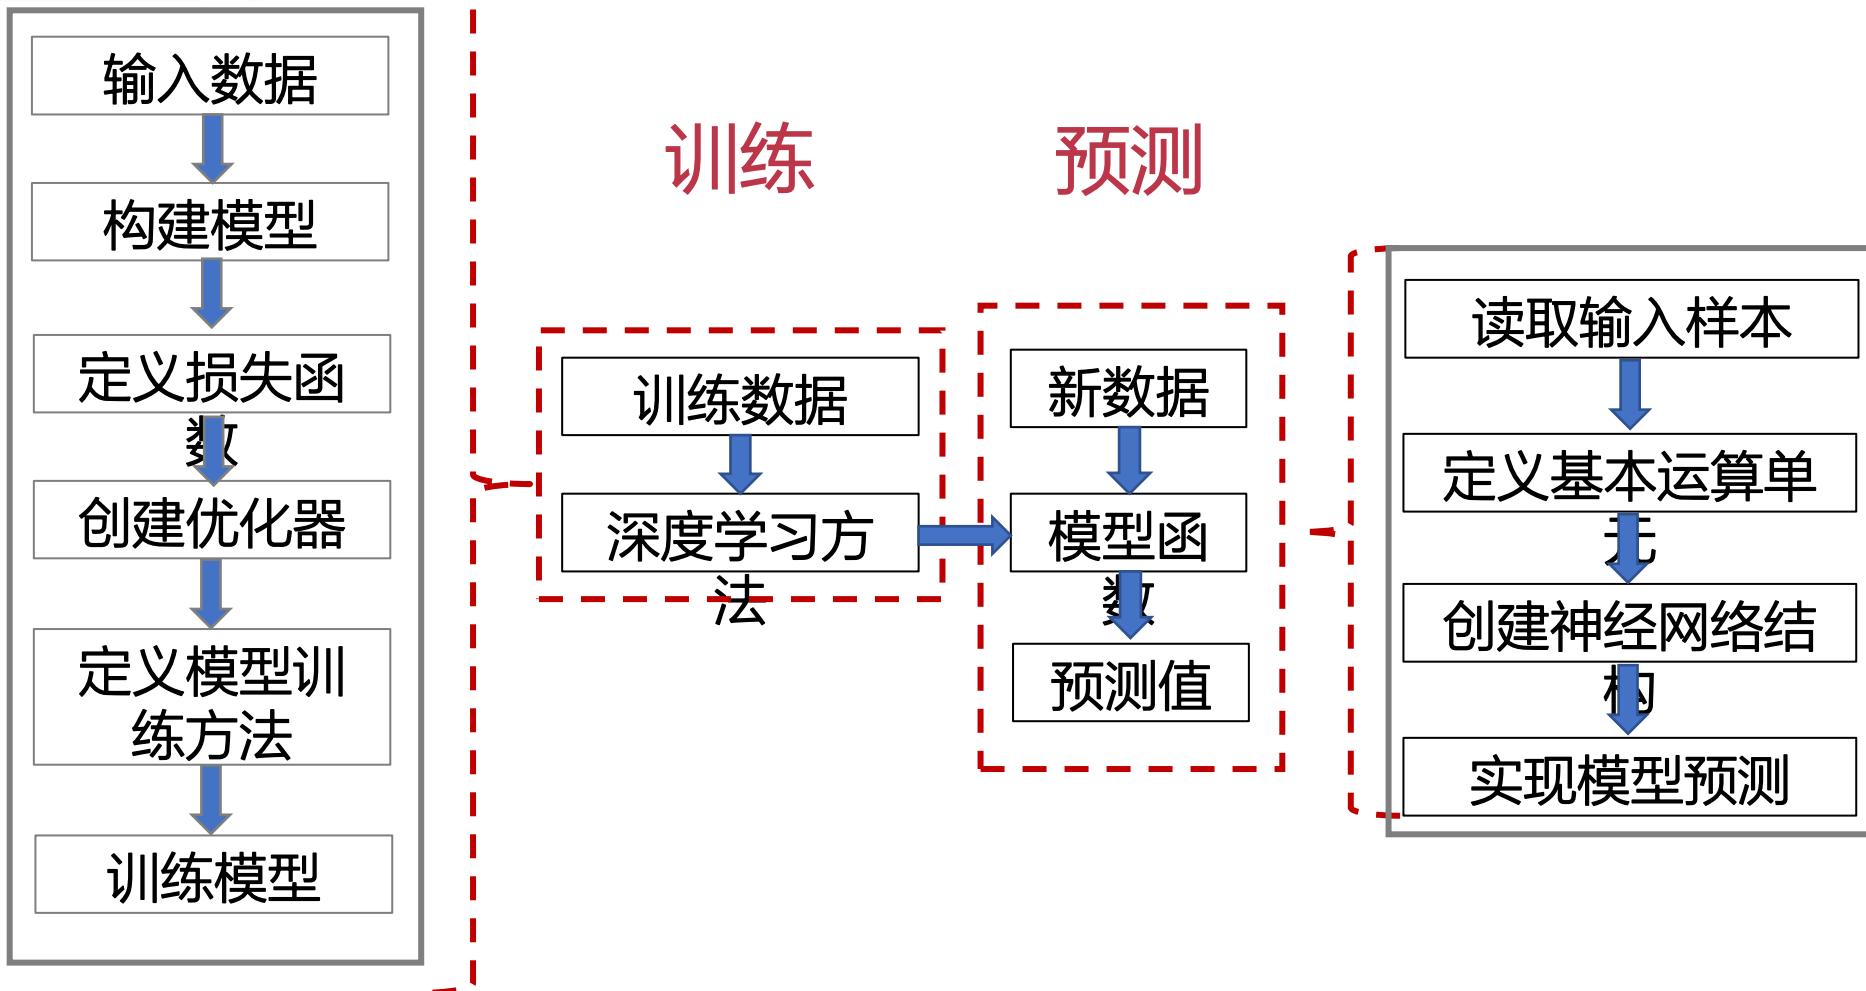 输入数据
构建模型
定义损失函
数
创建优化器
定义模型训
练方法
训练模型
训练
训练数据
深度学习方
法
预测
新数据
模型函
数
预测值
读取输入样本
定义基本运算单
元
创建神经网络结
构
实现模型预测